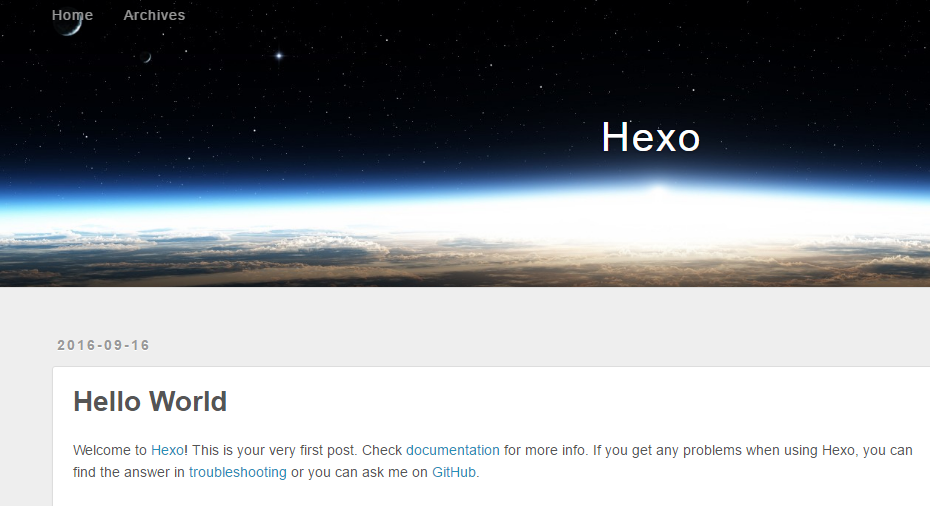 Home Archives
Hexo
2016-09-16
Hello World
Welcome to Hexo! This is your very first post. Check documentation for more info. If you get any problems when using Hexo, you can
find the answer in troubleshooting or you can ask me on GitHub.